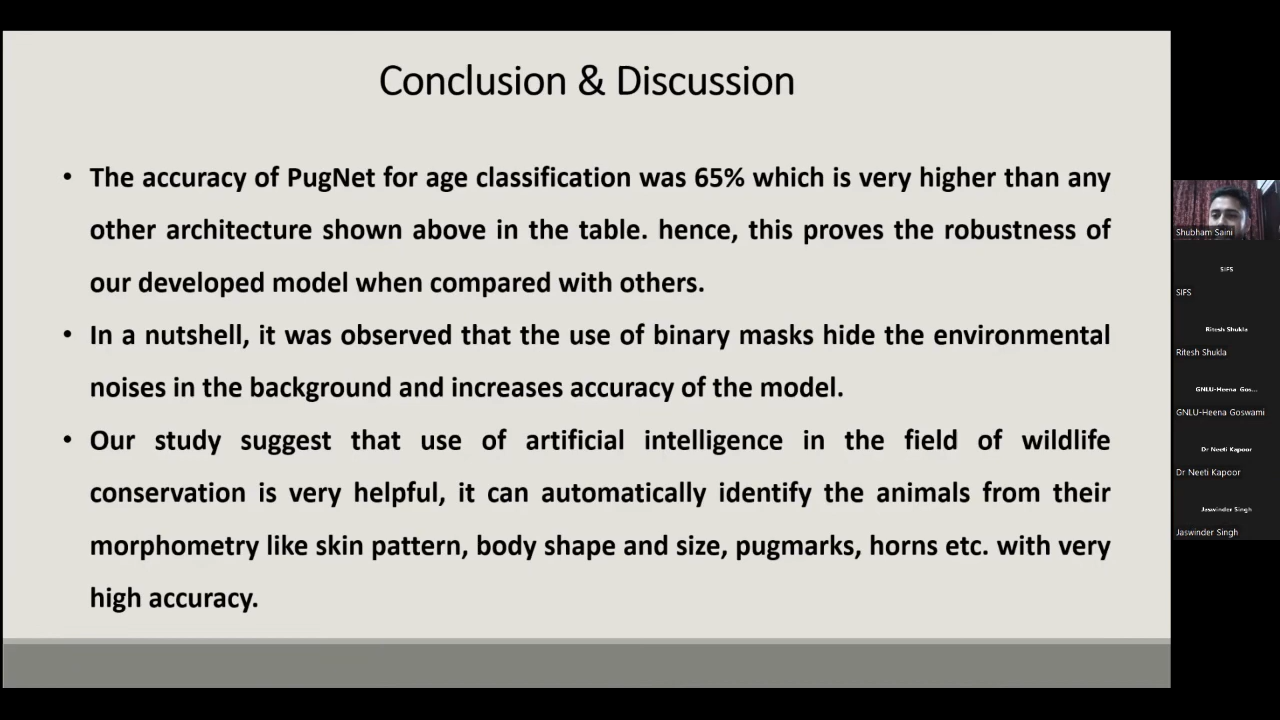 Conclusion & Discussion
• The accuracy of PugNet for age classification was 65% which is very higher than any
other architecture shown above in the table. hence, this proves the robustness of
our developed model when compared with others.
• In a nutshell, it was observed that the use of binary masks hide the environmental
noises in the background and increases accuracy of the model.
• Our study suggest that use of artificial intelligence in the field of wildlife
conservation is very helpful, it can automatically identify the animals from their
morphometry like skin pattern, body shape and size, pugmarks, horns etc. with very
high accuracy.
Shubham Saini
SIFS
SIFS
Ritesh Shukla
Ritesh Shukla
GNLU-Heena Gos...
GNLU-Heena Goswami
Dr Neeti Kapoor
Dr Neeti Kapoor
Jaswinder Singh
Jaswinder Singh